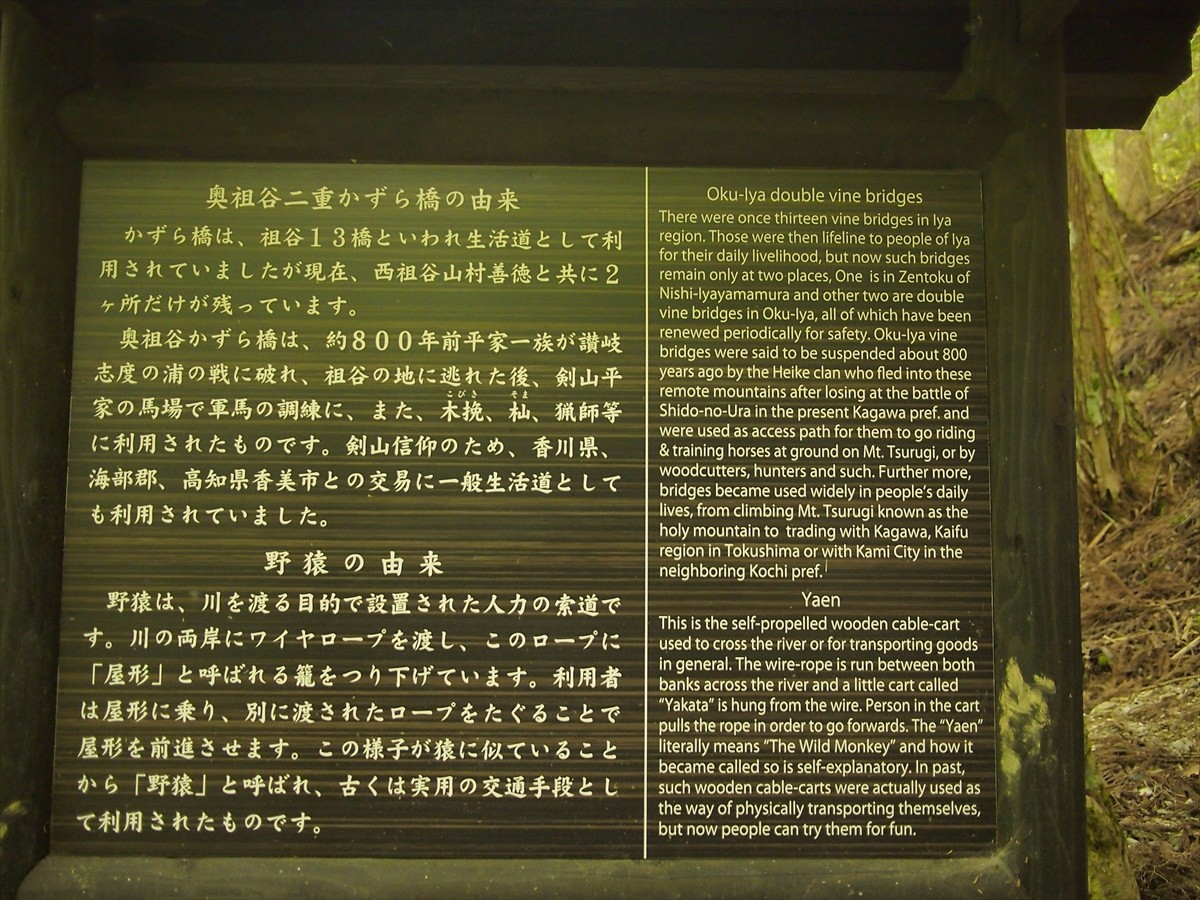 奥祖谷二重かずら橋の由来
かずら橋は、祖谷１３橋といわれ生活道として利
用されていましたが現在、西祖谷山村善徳と共に２
ヶ所だけが残っています。
奥祖谷かずら橋は、約８００年前平家一族が讃岐
志度の浦の戦に破れ、祖谷の地に逃れた後、剣山平
こびき そま
家の馬場で軍馬の調練に、また、木挽、杣、猟師等
に利用されたものです。剣山信仰のため、香川県、
海部郡、高知県香美市との交易に一般生活道として
も利用されていました。
野猿の由来
野猿は、川を渡る目的で設置された人力の索道で
す。川の両岸にワイヤロープを渡し、このロープに
「屋形」と呼ばれる籠をつり下げています。利用者
は屋形に乗り、別に渡されたロープをたぐることで
屋形を前進させます。この様子が猿に似ていること
から「野猿」と呼ばれ、古くは実用の交通手段とし
て利用されたものです。
Oku-Iya double vine bridges
There were once thirteen vine bridges in Iya
region. Those were then lifeline to people of Iya
for their daily livelihood, but now such bridges
remain only at two places, One is in Zentoku of
Nishi-Iyayamamura and other two are double
vine bridges in Oku-Iya, all of which have been
renewed periodically for safety. Oku-Iya vine
bridges were said to be suspended about 800
years ago by the Heike clan who fled into these
remote mountains after losing at the battle of
Shido-no-Ura in the present Kagawa pref. and
were used as access path for them to go riding
& training horses at ground on Mt. Tsurugi, or by
woodcutters, hunters and such. Further more,
bridges became used widely in people's daily
lives, from climbing Mt. Tsurugi known as the
holy mountain to trading with Kagawa, Kaifu
region in Tokushima or with Kami City in the
neighboring Kochi pref.
Yaen
This is the self-propelled wooden cable-cart
used to cross the river or for transporting goods
in general. The wire-rope is run between both
banks across the river and a little cart called
“Yakata” is hung from the wire. Person in the cart
pulls the rope in order to go forwards. The “Yaen”
literally means “The Wild Monkey” and how it
became called so is self-explanatory. In past,
such wooden cable-carts were actually used as
the way of physically transporting themselves,
but now people can try them for fun.